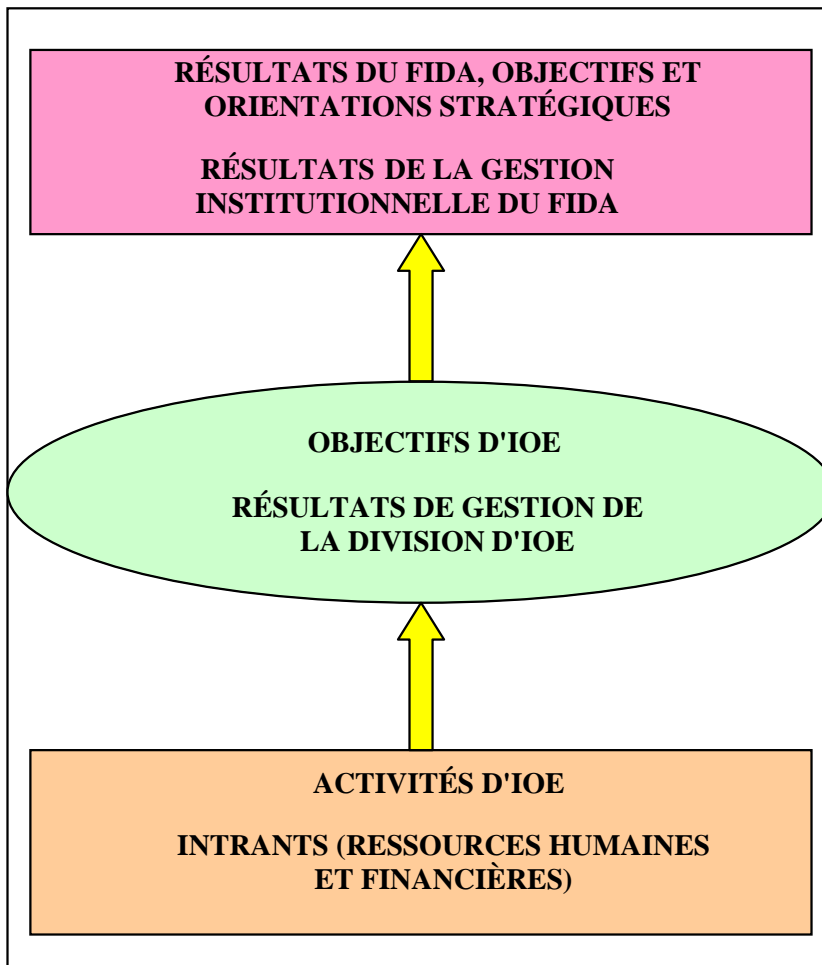 RÉSULTATS DU FIDA, OBJECTIFS ET
ORIENTATIONS STRATÉGIQUES
RÉSULTATS DE LA GESTION
INSTITUTIONNELLE DU FIDA
OBJECTIFS D'IOE
RÉSULTATS DE GESTION DE
LA DIVISION D'IOE
ACTIVITÉS D'IOE
INTRANTS (RESSOURCES HUMAINES
ET FINANCIÈRES)